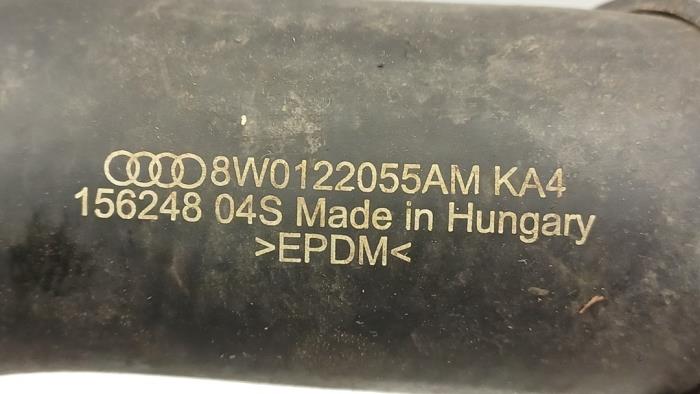 8W0122055AM KA4
156248 04S Made in Hungary
>EPDM<